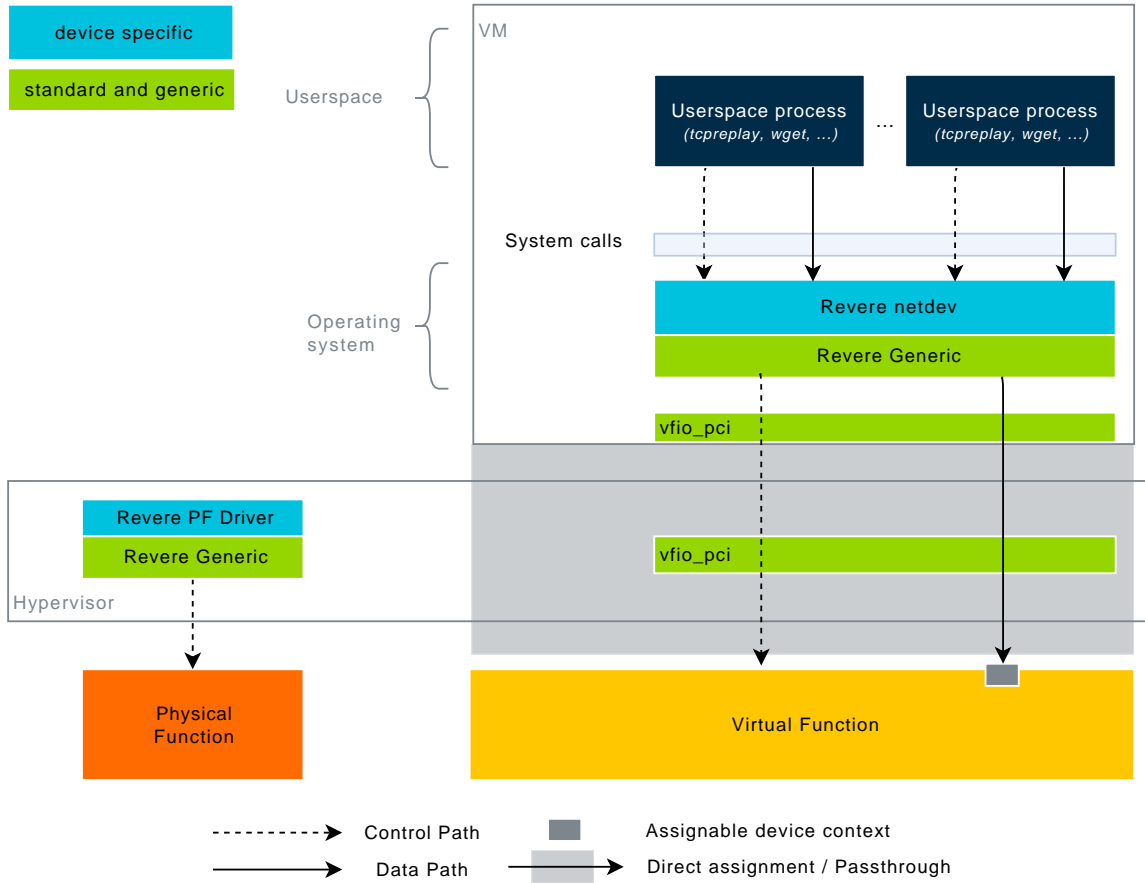 device specific
standard and generic
VM
Userspace
Userspace process
(tcpreplay, wget, ...)
...
Userspace process
(tcpreplay, wget, ...)
System calls
Operating
system
Revere netdev
Revere Generic
vfio_pci
Revere PF Driver
Revere Generic
vfio_pci
Hypervisor
Physical
Function
Virtual Function
Control Path
Assignable device context
Data Path
Direct assignment / Passthrough